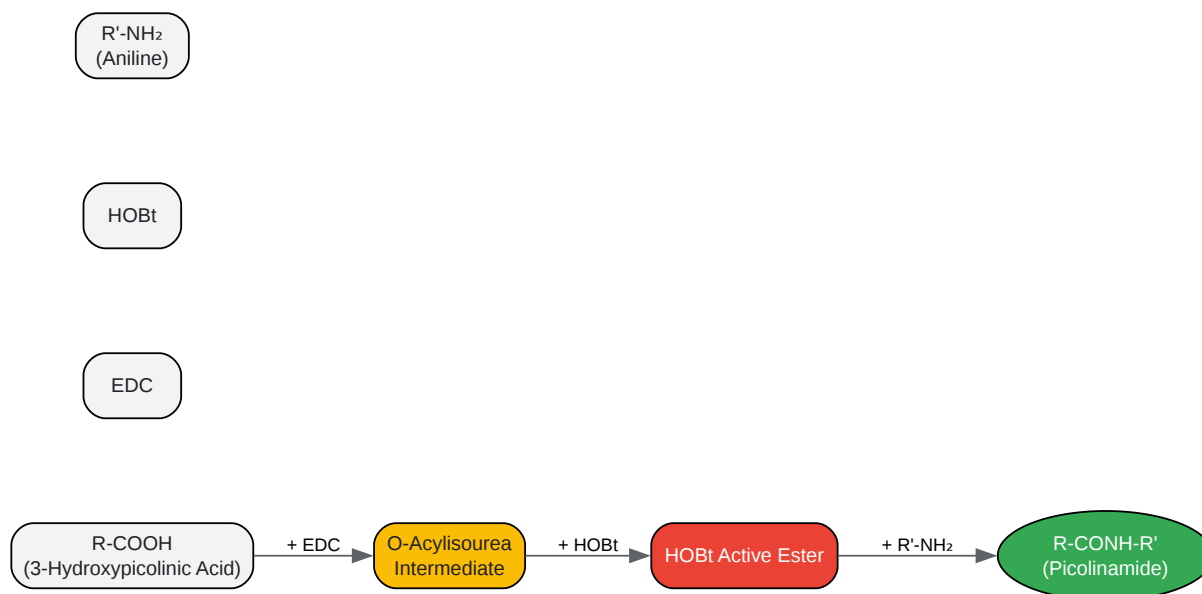 R'-NH₂
(Aniline)
HOBt
EDC
R-COOH
(3-Hydroxypicolinic Acid)
+ EDC
O-Acylisourea
Intermediate
+ HOBt
HOBt Active Ester
+ R'-NH₂
R-CONH-R'
(Picolinamide)